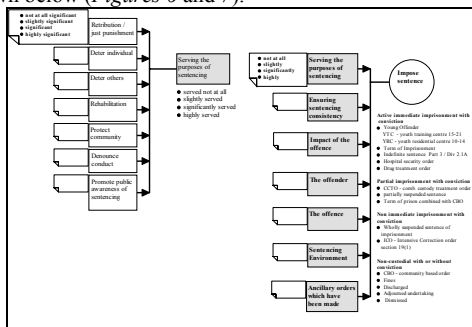 vn below (Figures 6 and 7).
● not at all significant
● slightly significant
● significant
● highly significant
Retribution /
just punishment
Deter individual
Deter others
Rehabilitation
Protect
community
Denounce
conduct
Promote public
awareness of
sentencing
Serving the
purposes of
sentencing
● served not at all
● slightly served
● significantly served
● highly served
● not at all
● slightly
● significantly
● highly
Serving the
purposes of
sentencing
Ensuring
sentencing
consistency
Impact of the
offence
The offender
The offence
Sentencing
Environment
Ancillary orders
which have
been made
Impose
sentence
Active immediate imprisonment with
conviction
● Young Offender
YTC - youth training centre 15-21
YRC - youth residential centre 10-14
● Term of Imprisonment
● Indefinite sentence Part 3 / Div 2.1A
● Hospital security order
● Drug treatment order
Partial imprisonment with conviction
● CCTO - comb. custody treatment order
● partially suspended sentence
● Term of prison combined with CBO
Non immediate imprisonment with
conviction
● Wholly suspended sentence of
imprisonment
● ICO - Intensive Correction order
section 19(1)
Non-custodial with or without
conviction
● CBO - community based order
● Fines
● Discharged
● Adjourned undertaking
● Dismissed